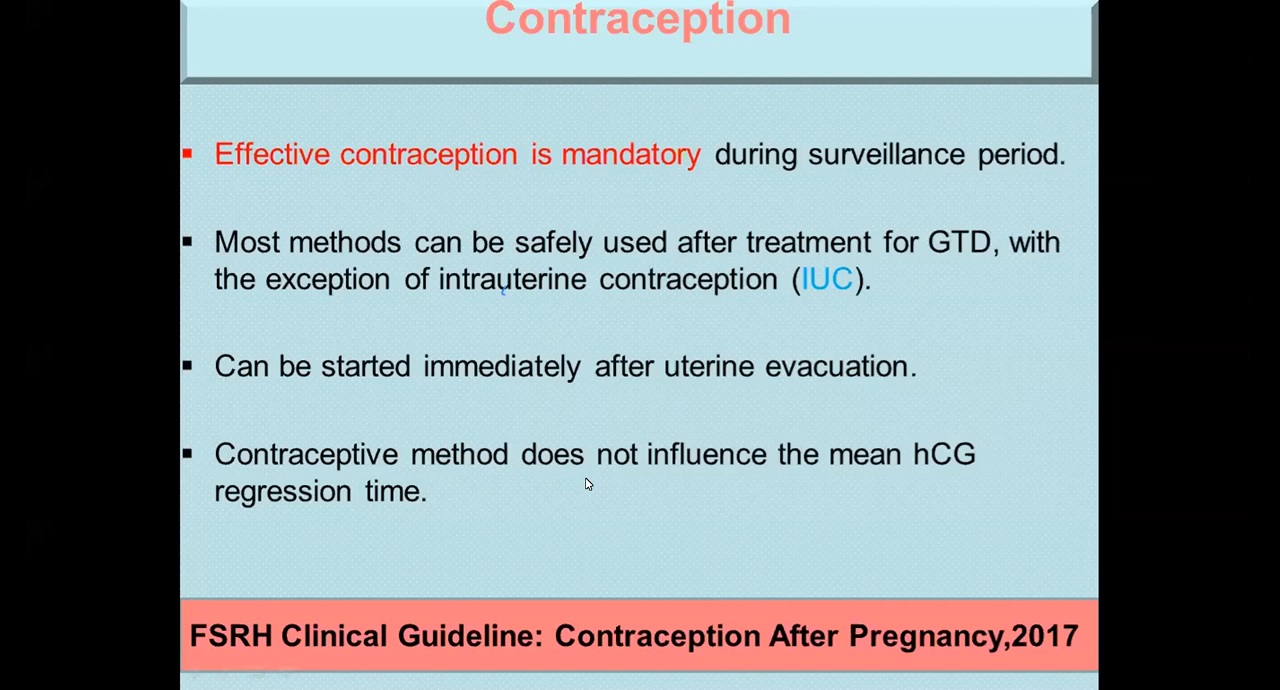 Contraception
▪ Effective contraception is mandatory during surveillance period.
▪ Most methods can be safely used after treatment for GTD, with
the exception of intrauterine contraception (IUC).
▪ Can be started immediately after uterine evacuation.
▪ Contraceptive method does not influence the mean hCG
regression time.
FSRH Clinical Guideline: Contraception After Pregnancy,2017